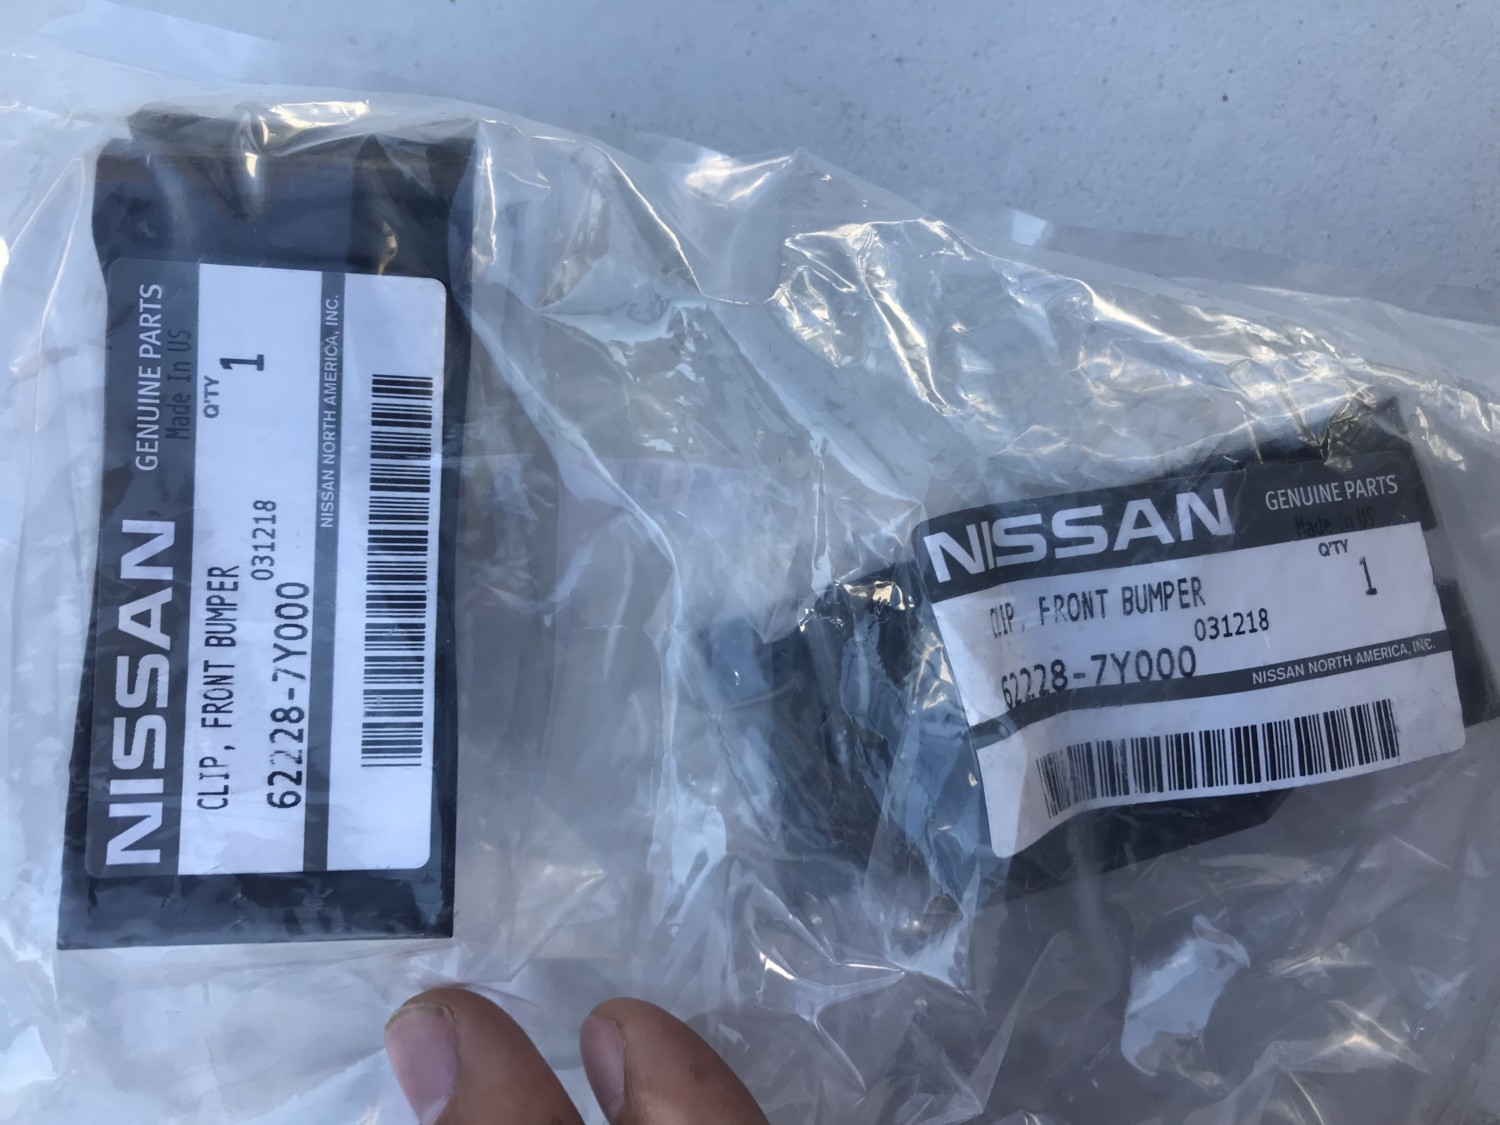 NISSAN GENUINE PARTS
Made In US
Q'TY
CLIP, FRONT BUMPER 1
031218
62228-7Y000
NISSAN NORTH AMERICA, INC.
NISSAN GENUINE PARTS
Made In US
Q'TY
CLIP, FRONT BUMPER 1
031218
62228-7Y000
NISSAN NORTH AMERICA, INC.